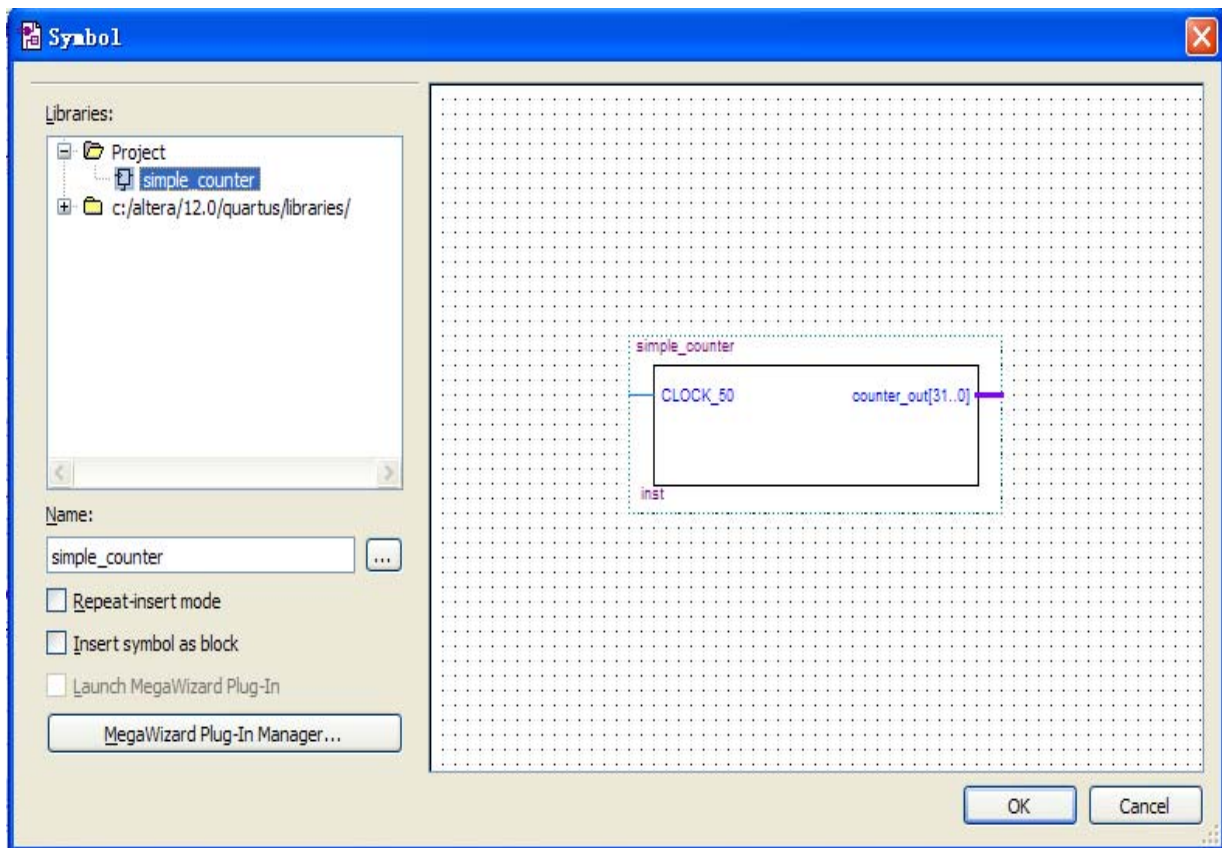 Symbol
Libraries:
Project
simple_counter
c:/altera/12.0/quartus/libraries/
Name:
simple_counter
...
Repeat-insert mode
Insert symbol as block
Launch MegaWizard Plug-In
MegaWizard Plug-In Manager...
simple_counter
CLOCK_50 counter_out[31..0]
inst
OK Cancel